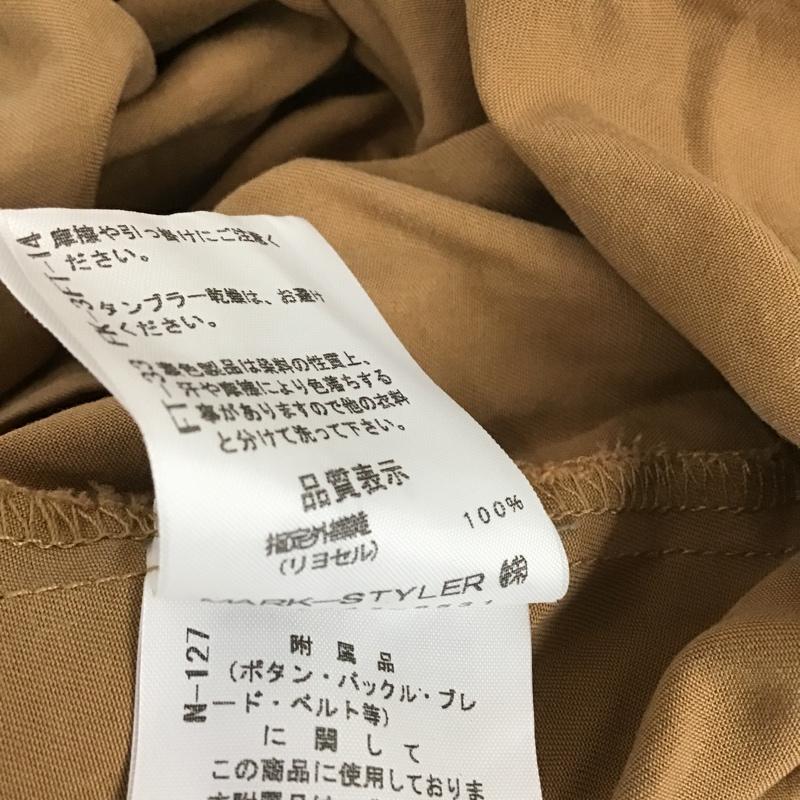 FT-14
摩擦や引っ掛けにご注意く
ださい。
タンブラー乾燥は、お避け
ください。
FT-33
濃色製品は染料の性質上、
汗や摩擦により色落ちする
事がありますので他の衣料
と分けて洗って下さい。
品質表示
指定外繊維
(リヨセル) 100%
MARK-STYLER ㈱
N-127
附属品
(ボタン・バックル・ブレ
ード・ベルト等)
に関して
この商品に使用しておりま